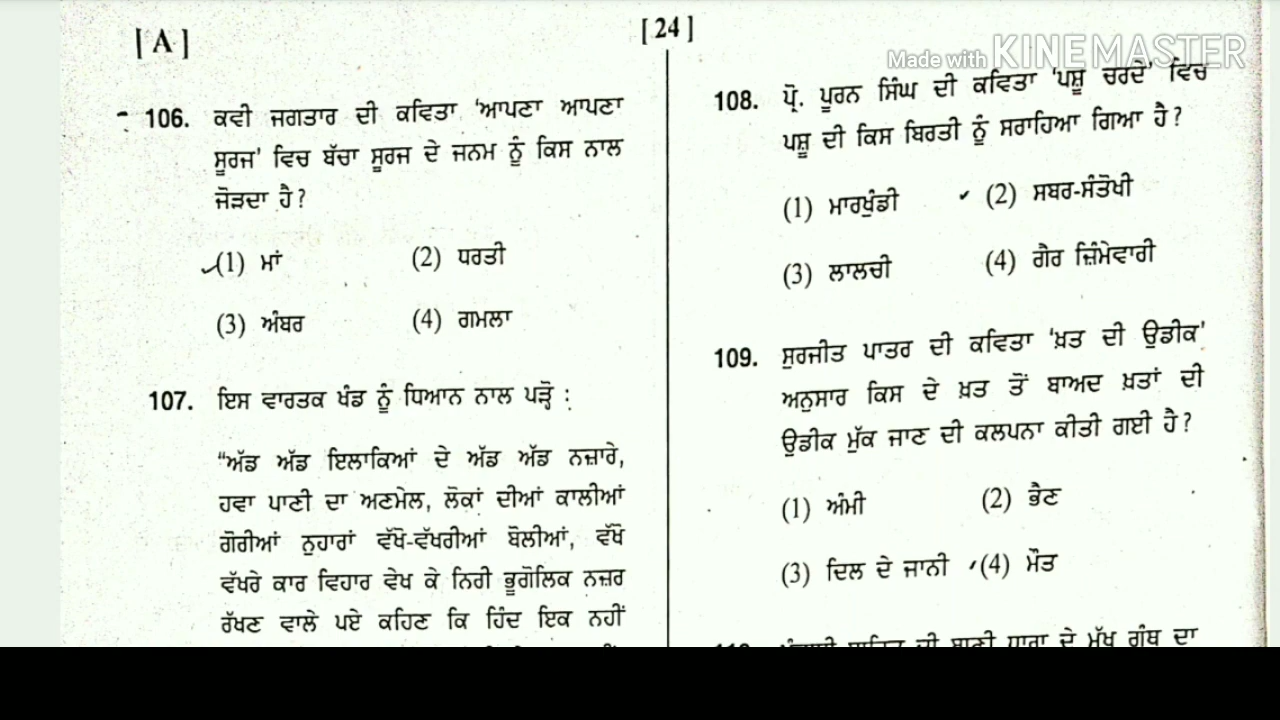 [ A ]
[ 24 ]
Made with KINEMASTER
106. ਕਵੀ ਜਗਤਾਰ ਦੀ ਕਵਿਤਾ 'ਆਪਣਾ ਆਪਣਾ
ਸੂਰਜ' ਵਿਚ ਬੱਚਾ ਸੂਰਜ ਦੇ ਜਨਮ ਨੂੰ ਕਿਸ ਨਾਲ
ਜੋੜਦਾ ਹੈ?
(1) ਮਾਂ (2) ਧਰਤੀ
(3) ਅੰਬਰ (4) ਗਮਲਾ
107. ਇਸ ਵਾਰਤਕ ਖੰਡ ਨੂੰ ਧਿਆਨ ਨਾਲ ਪੜ੍ਹੋ :
“ਅੱਡ ਅੱਡ ਇਲਾਕਿਆਂ ਦੇ ਅੱਡ ਅੱਡ ਨਜ਼ਾਰੇ,
ਹਵਾ ਪਾਣੀ ਦਾ ਅਣਮੇਲ, ਲੋਕਾਂ ਦੀਆਂ ਕਾਲੀਆਂ
ਗੋਰੀਆਂ ਨੁਹਾਰਾਂ ਵੱਖੋ-ਵੱਖਰੀਆਂ ਬੋਲੀਆਂ, ਵੱਖੋ
ਵੱਖਰੇ ਕਾਰ ਵਿਹਾਰ ਵੇਖ ਕੇ ਨਿਰੀ ਭੂਗੋਲਿਕ ਨਜ਼ਰ
ਰੱਖਣ ਵਾਲੇ ਪਏ ਕਹਿਣ ਕਿ ਹਿੰਦ ਇਕ ਨਹੀਂ
108. ਪ੍ਰੋ. ਪੂਰਨ ਸਿੰਘ ਦੀ ਕਵਿਤਾ 'ਪਸ਼ੂ ਚਰਦੇ' ਵਿਚ
ਪਸ਼ੂ ਦੀ ਕਿਸ ਬਿਰਤੀ ਨੂੰ ਸਰਾਹਿਆ ਗਿਆ ਹੈ?
(1) ਮਾਰਖੁੰਡੀ (2) ਸਬਰ-ਸੰਤੋਖੀ
(3) ਲਾਲਚੀ (4) ਗੈਰ ਜ਼ਿੰਮੇਵਾਰੀ
109. ਸੁਰਜੀਤ ਪਾਤਰ ਦੀ ਕਵਿਤਾ 'ਖ਼ਤ ਦੀ ਉਡੀਕ'
ਅਨੁਸਾਰ ਕਿਸ ਦੇ ਖ਼ਤ ਤੋਂ ਬਾਅਦ ਖ਼ਤਾਂ ਦੀ
ਉਡੀਕ ਮੁੱਕ ਜਾਣ ਦੀ ਕਲਪਨਾ ਕੀਤੀ ਗਈ ਹੈ?
(1) ਅੰਮੀ (2) ਭੈਣ
(3) ਦਿਲ ਦੇ ਜਾਨੀ (4) ਮੌਤ
ਦੀ ਬਾਣੀ ਧਾਰਾ ਦੇ ਮੁੱਖ ਗ੍ਰੰਥ ਦਾ